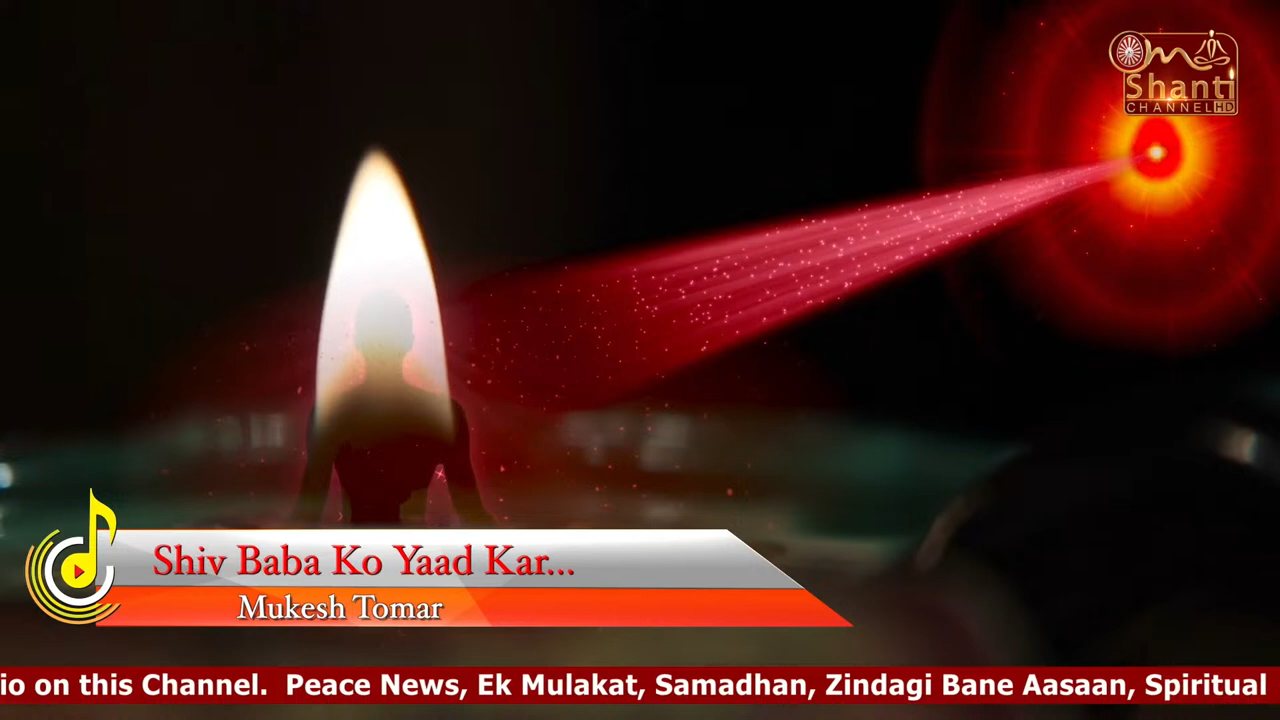 Om
Shanti
CHANNEL HD
Shiv Baba Ko Yaad Kar...
Mukesh Tomar
io on this Channel. Peace News, Ek Mulakat, Samadhan, Zindagi Bane Aasaan, Spiritual